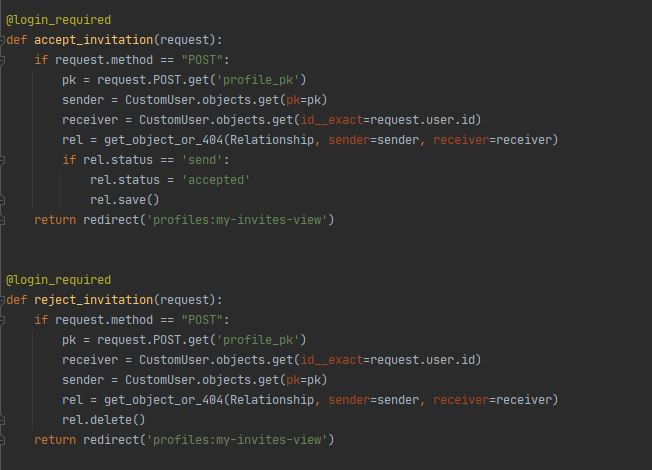 @login_required
def accept_invitation(request):
    if request.method == "POST":
        pk = request.POST.get('profile_pk')
        sender = CustomUser.objects.get(pk=pk)
        receiver = CustomUser.objects.get(id__exact=request.user.id)
        rel = get_object_or_404(Relationship, sender=sender, receiver=receiver)
        if rel.status == 'send':
            rel.status = 'accepted'
            rel.save()
    return redirect('profiles:my-invites-view')
@login_required
def reject_invitation(request):
    if request.method == "POST":
        pk = request.POST.get('profile_pk')
        receiver = CustomUser.objects.get(id__exact=request.user.id)
        sender = CustomUser.objects.get(pk=pk)
        rel = get_object_or_404(Relationship, sender=sender, receiver=receiver)
        rel.delete()
    return redirect('profiles:my-invites-view')